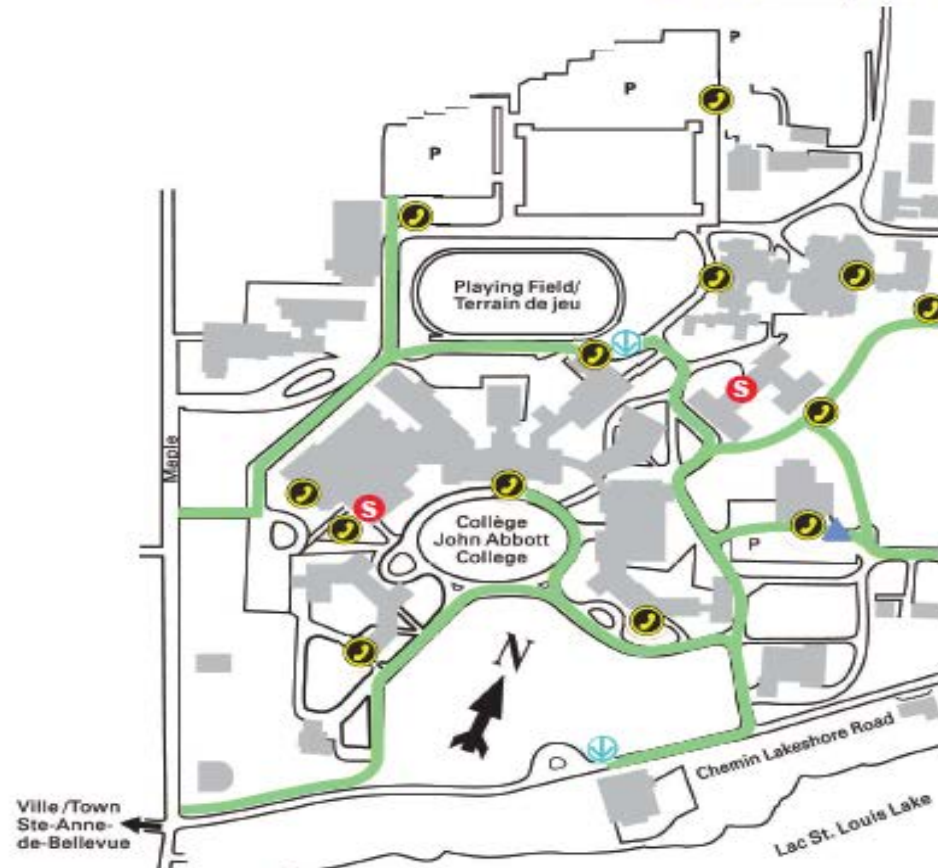 P
P
P
Playing Field/
Terrain de jeu
S
Maple
S
Collège
John Abbott
College
P
N
Chemin Lakeshore Road
Ville/Town
Ste-Anne-
de-Bellevue
Lac St. Louis Lake